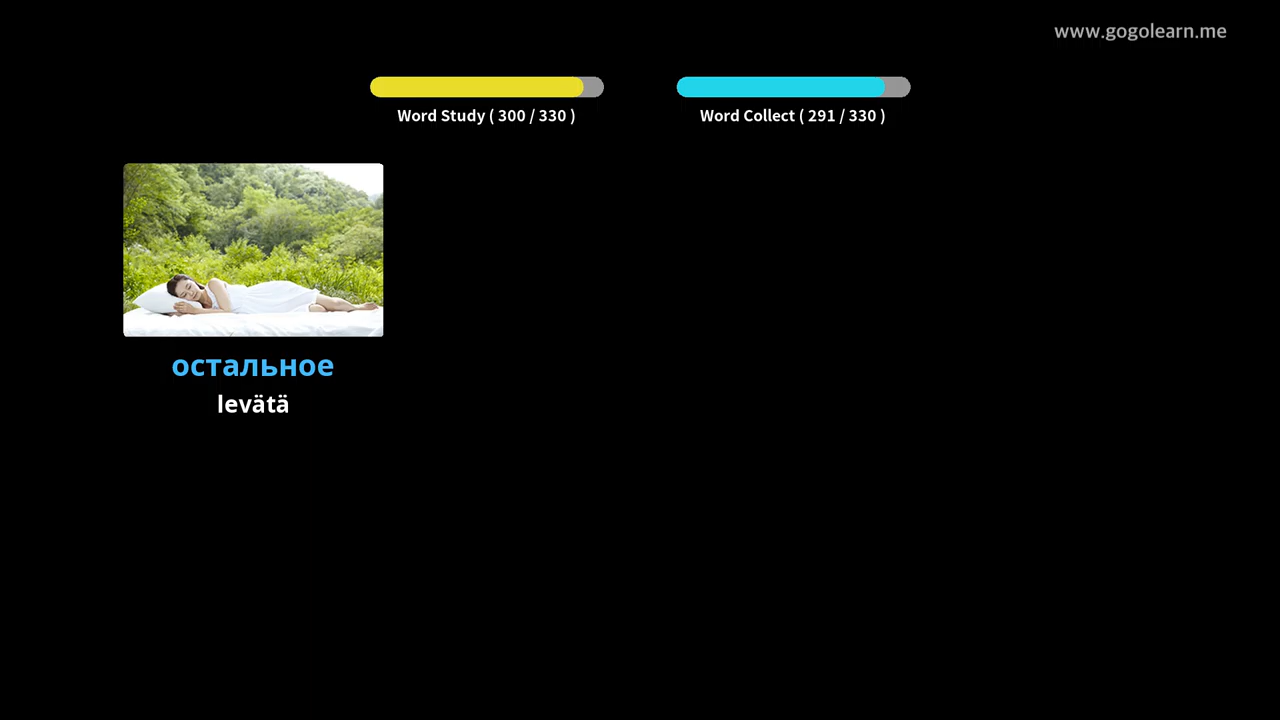 www.gogolearn.me
Word Study ( 300 / 330 )
Word Collect ( 291 / 330 )
остальное
levätä